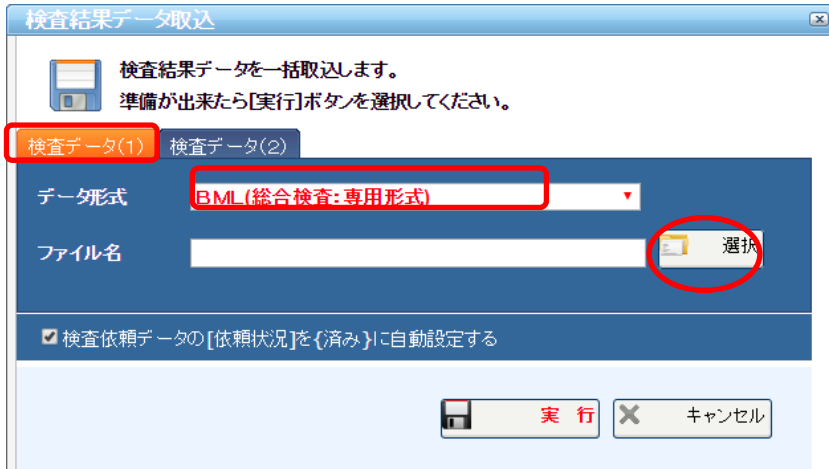 検査結果データ取込
検査結果データを一括取込します。
準備が出来たら[実行]ボタンを選択してください。
検査データ(1) 検査データ(2)
データ形式 BML(総合検査:専用形式)
ファイル名 選択
検査依頼データの[依頼状況]を{済み}に自動設定する
実 行 キャンセル